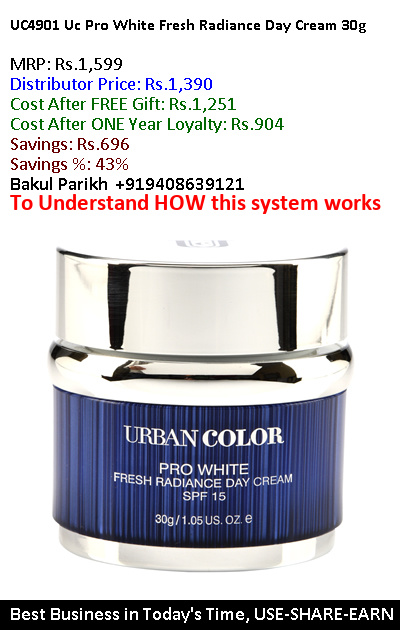 UC4901 Uc Pro White Fresh Radiance Day Cream 30g
MRP: Rs.1,599
Distributor Price: Rs.1,390
Cost After FREE Gift: Rs.1,251
Cost After ONE Year Loyalty: Rs.904
Savings: Rs.696
Savings %: 43%
Bakul Parikh +919408639121
To Understand HOW this system works
URBAN COLOR
PRO WHITE
FRESH RADIANCE DAY CREAM
SPF 15
30g / 1.05 US. OZ. e
Best Business in Today's Time, USE-SHARE-EARN